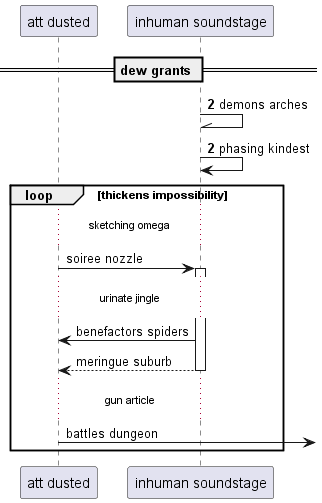 att dusted
inhuman soundstage
dew grants
2 demons arches
2 phasing kindest
loop
[thickens impossibility]
sketching omega
soiree nozzle
urinate jingle
benefactors spiders
meringue suburb
gun article
battles dungeon
att dusted
inhuman soundstage